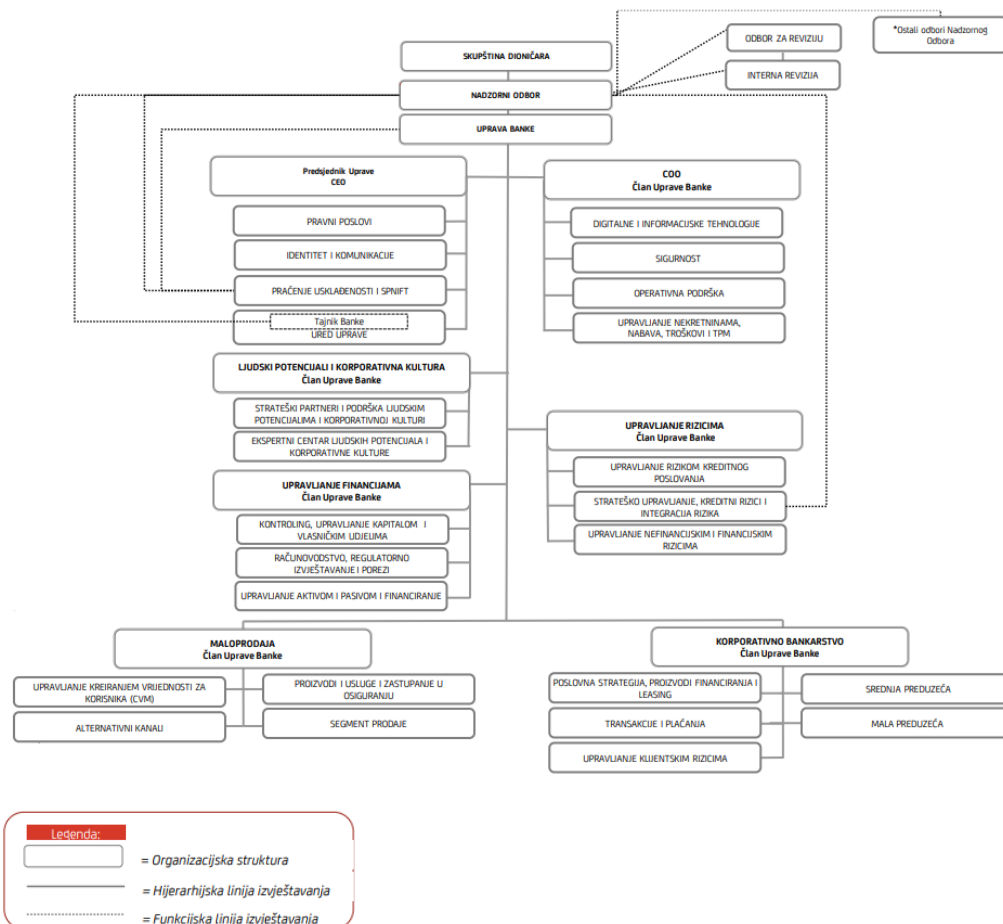 SKUPŠTINA DIONIČARA
NADZORNI ODBOR
UPRAVA BANKE
ODBOR ZA REVIZIJU
INTERNA REVIZIJA
*Ostali odbori Nadzornog
Odbora
Predsjednik Uprave
CEO
PRAVNI POSLOVI
IDENTITET I KOMUNIKACIJE
PRAĆENJE USKLAĐENOSTI I SPNIFT
Tajnik Banke
URED UPRAVE
COO
Član Uprave Banke
DIGITALNE I INFORMACIJSKE TEHNOLOGIJE
SIGURNOST
OPERATIVNA PODRŠKA
UPRAVLJANJE NEKRETNINAMA,
NABAVA, TROŠKOVI I TPM
LJUDSKI POTENCIJALI I KORPORATIVNA KULTURA
Član Uprave Banke
STRATEŠKI PARTNERI I PODRŠKA LJUDSKIM
POTENCIJALIMA I KORPORATIVNOJ KULTURI
EKSPERTNI CENTAR LJUDSKIH POTENCIJALA I
KORPORATIVNE KULTURE
UPRAVLJANJE RIZICIMA
Član Uprave Banke
UPRAVLJANJE RIZIKOM KREDITNOG
POSLOVANJA
STRATEŠKO UPRAVLJANJE, KREDITNI RIZICI I
INTEGRACIJA RIZIKA
UPRAVLJANJE NEFINANCIJSKIM I FINANCIJSKIM
RIZICIMA
UPRAVLJANJE FINANCIJAMA
Član Uprave Banke
KONTROLING, UPRAVLJANJE KAPITALOM I
VLASNIČKIM UDJELIMA
RAČUNOVODSTVO, REGULATORNO
IZVJEŠTAVANJE I POREZI
UPRAVLJANJE AKTIVOM I PASIVOM I FINANCIRANJE
MALOPRODAJA
Član Uprave Banke
UPRAVLJANJE KREIRANJEM VRIJEDNOSTI ZA
KORISNIKA (CVM)
PROIZVODI I USLUGE I ZASTUPANJE U
OSIGURANJU
ALTERNATIVNI KANALI
SEGMENT PRODAJE
KORPORATIVNO BANKARSTVO
Član Uprave Banke
POSLOVNA STRATEGIJA, PROIZVODI FINANCIRANJA I
LEASING
SREDNJA PREDUZEĆA
TRANSAKCIJE I PLAĆANJA
MALA PREDUZEĆA
UPRAVLJANJE KLIJENTSKIM RIZICIMA
Legenda:
= Organizacijska struktura
= Hijerarhijska linija izvještavanja
= Funkcijska linija izvještavanja